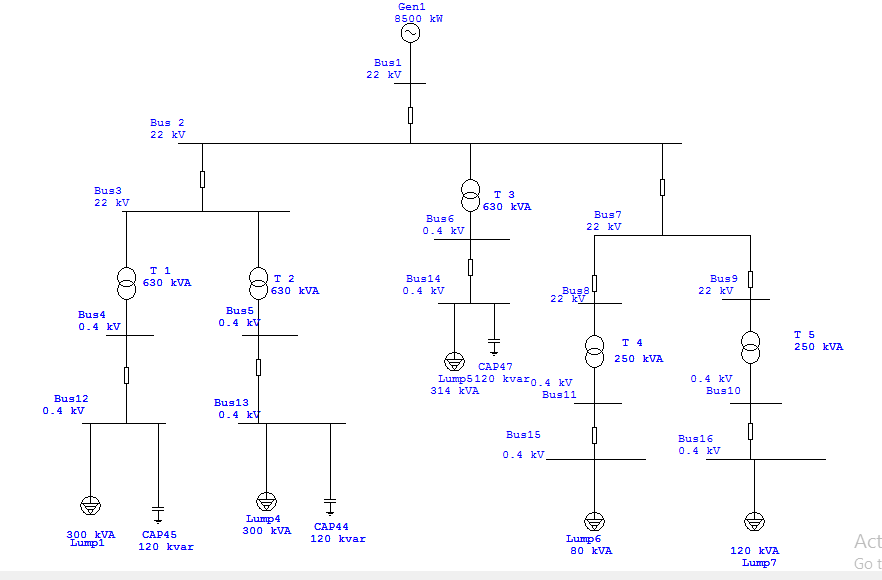 Gen1
8500 kW
Bus1
22 kV
Bus 2
22 kV
Bus3
22 kV
T 3
630 kVA
Bus6
0.4 kV
Bus7
22 kV
T 1
630 kVA
T 2
630 kVA
Bus14
0.4 kV
Bus8
22 kV
Bus9
22 kV
Bus4
0.4 kV
Bus5
0.4 kV
T 4
250 kVA
T 5
250 kVA
CAP47
Lump5 120 kvar
314 kVA
0.4 kV
Bus11
0.4 kV
Bus10
Bus12
0.4 kV
Bus13
0.4 kV
Bus15
0.4 kV
Bus16
0.4 kV
300 kVA
Lump1
CAP45
120 kvar
Lump4
300 kVA
CAP44
120 kvar
Lump6
80 kVA
120 kVA
Lump7
Act
Go t